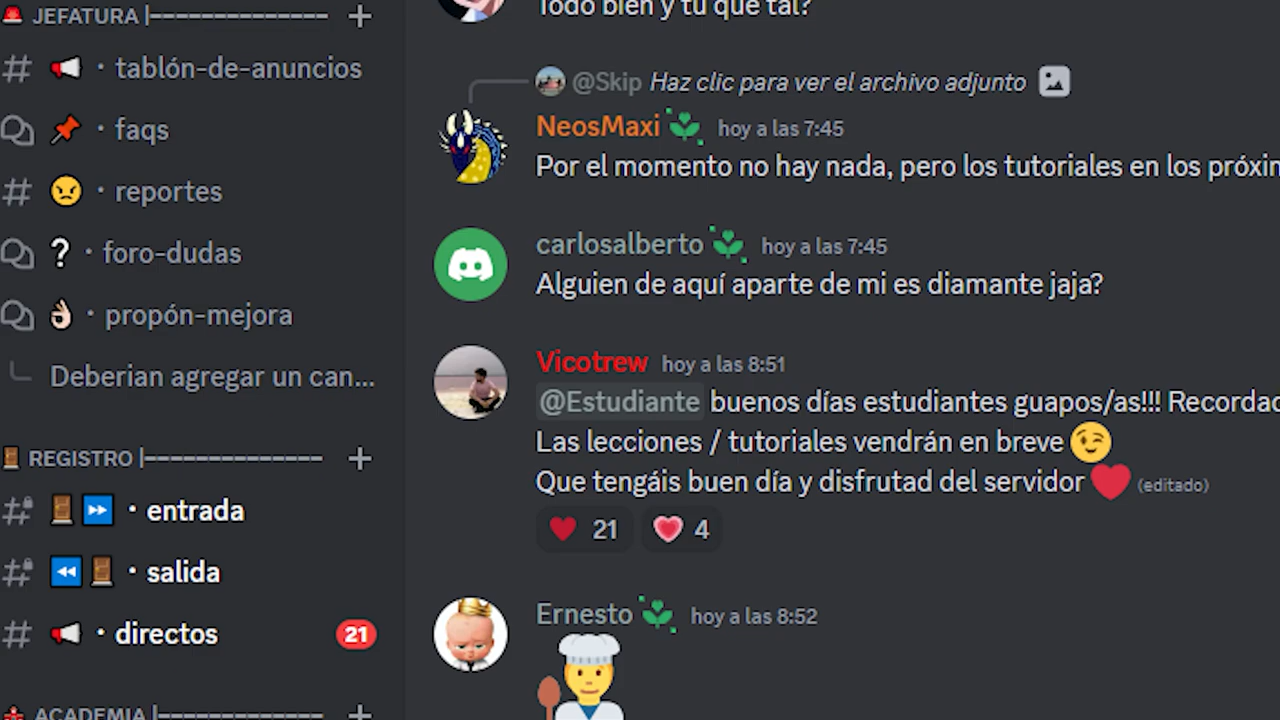 JEFATURA |--------------
tablón-de-anuncios
faqs
reportes
foro-dudas
propón-mejora
Deberian agregar un can...
REGISTRO |--------------
entrada
salida
directos
21
ACADEMIA |--------------
Todo bien y tu que tal?
@Skip Haz clic para ver el archivo adjunto
NeosMaxi hoy a las 7:45
Por el momento no hay nada, pero los tutoriales en los próxin
carlosalberto hoy a las 7:45
Alguien de aquí aparte de mi es diamante jaja?
Vicotrew hoy a las 8:51
@Estudiante buenos días estudiantes guapos/as!!! Recordad
Las lecciones / tutoriales vendrán en breve
Que tengáis buen día y disfrutad del servidor (editado)
21 4
Ernesto hoy a las 8:52